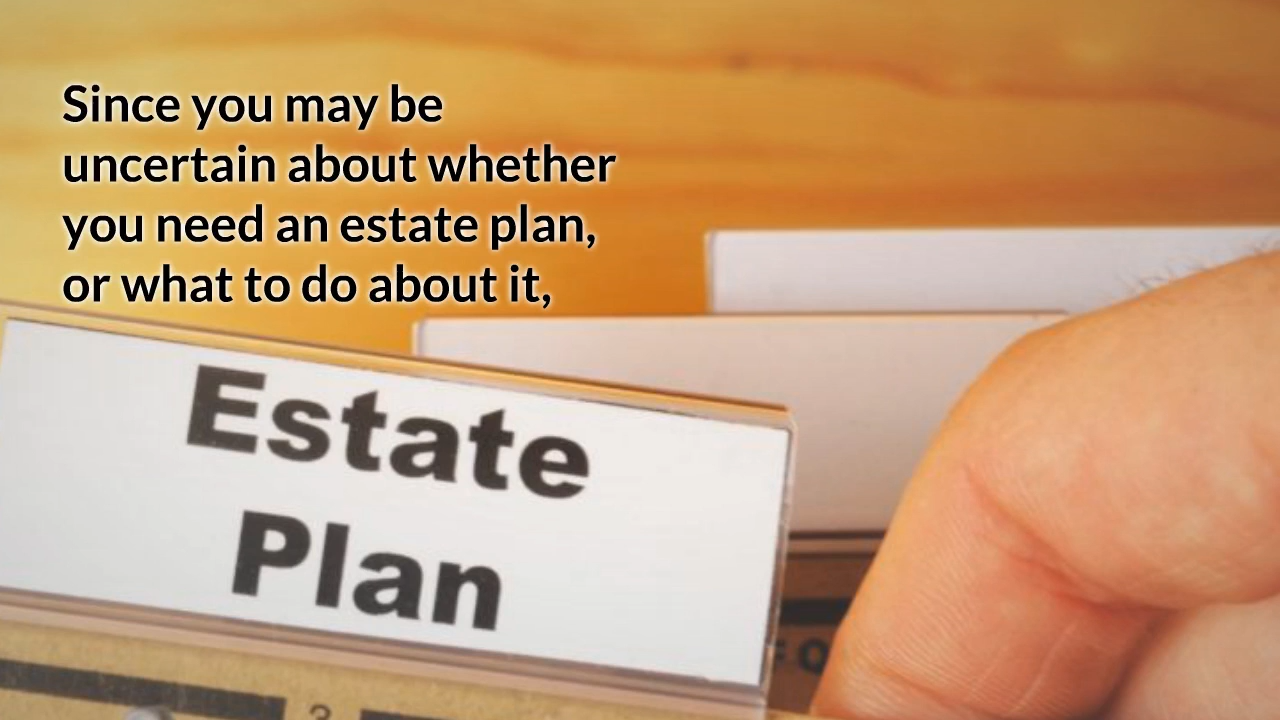 Since you may be
uncertain about whether
you need an estate plan,
or what to do about it,
Estate
Plan
3